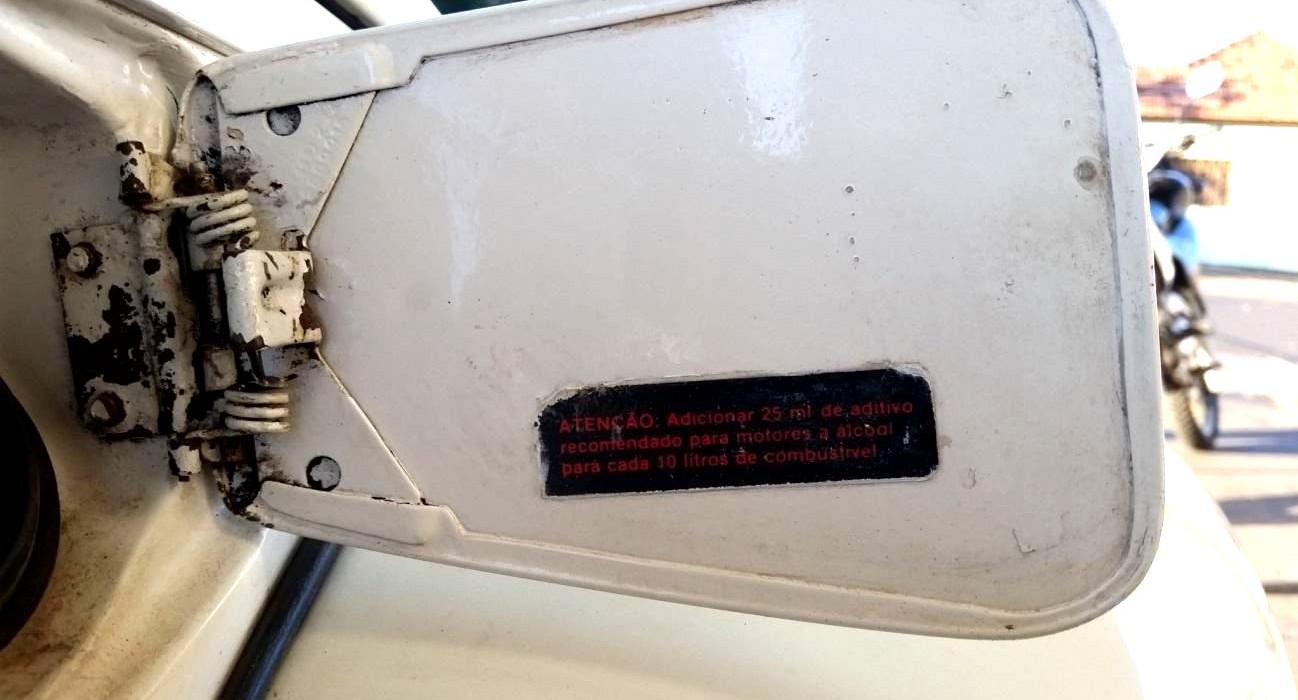 ATENÇÃO: Adicionar 25 ml de aditivo
recomendado para motores a álcool
para cada 10 litros de combustível